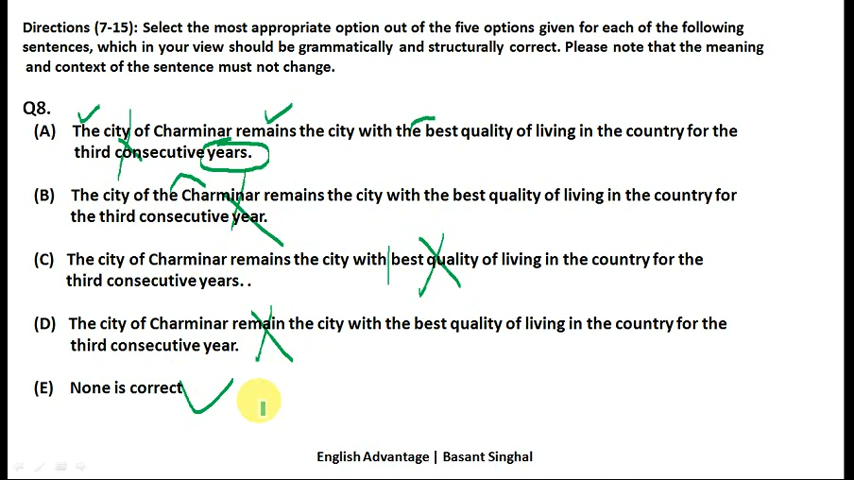 Directions (7-15): Select the most appropriate option out of the five options given for each of the following
sentences, which in your view should be grammatically and structurally correct. Please note that the meaning
and context of the sentence must not change.
Q8.
(A) The city of Charminar remains the city with the best quality of living in the country for the
third consecutive years.
(B) The city of the Charminar remains the city with the best quality of living in the country for
the third consecutive year.
(C) The city of Charminar remains the city with best quality of living in the country for the
third consecutive years. .
(D) The city of Charminar remain the city with the best quality of living in the country for the
third consecutive year.
(E) None is correct
English Advantage | Basant Singhal